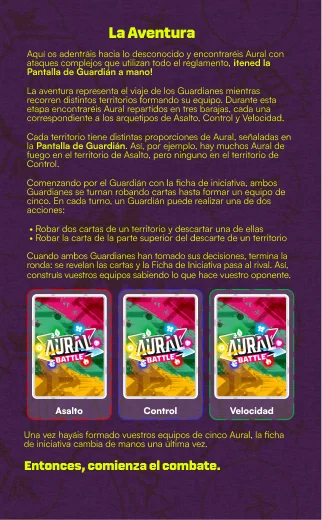 La Aventura
Aquí os adentráis hacia lo desconocido y encontraréis Aural con
ataques complejos que utilizan todo el reglamento, ¡tened la
Pantalla de Guardián a mano!
La aventura representa el viaje de los Guardianes mientras
recorren distintos territorios formando su equipo. Durante esta
etapa encontraréis Aural repartidos en tres barajas, cada una
correspondiente a los arquetipos de Asalto, Control y Velocidad.
Cada territorio tiene distintas proporciones de Aural, señaladas en
la Pantalla de Guardián. Así, por ejemplo, hay muchos Aural de
fuego en el territorio de Asalto, pero ninguno en el territorio de
Control.
Comenzando por el Guardián con la ficha de iniciativa, ambos
Guardianes se turnan robando cartas hasta formar un equipo de
cinco. En cada turno, un Guardián puede realizar una de dos
acciones:
• Robar dos cartas de un territorio y descartar una de ellas
• Robar la carta de la parte superior del descarte de un territorio
Cuando ambos Guardianes han tomado sus decisiones, termina la
ronda: se revelan las cartas y la Ficha de Iniciativa pasa al rival. Así,
construís vuestros equipos sabiendo lo que hace vuestro oponente.
AURAL BATTLE
AURAL BATTLE
AURAL BATTLE
Asalto
Control
Velocidad
Una vez hayáis formado vuestros equipos de cinco Aural, la ficha
de iniciativa cambia de manos una última vez.
Entonces, comienza el combate.